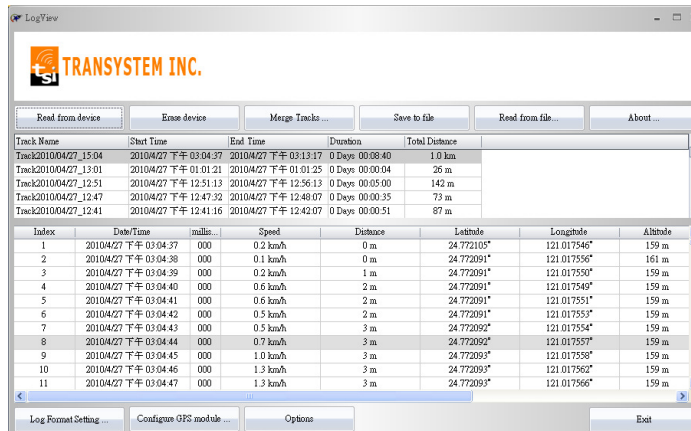 LogView
tsi TRANSYSTEM INC.
Read from device Erase device Merge Tracks ... Save to file Read from file... About ...
Track Name Start Time End Time Duration Total Distance
Track2010/04/27_15:04 2010/4/27 下午 03:04:37 2010/4/27 下午 03:13:17 0 Days 00:08:40 1.0 km
Track2010/04/27_13:01 2010/4/27 下午 01:01:21 2010/4/27 下午 01:01:25 0 Days 00:00:04 26 m
Track2010/04/27_12:51 2010/4/27 下午 12:51:13 2010/4/27 下午 12:56:13 0 Days 00:05:00 142 m
Track2010/04/27_12:47 2010/4/27 下午 12:47:32 2010/4/27 下午 12:48:07 0 Days 00:00:35 73 m
Track2010/04/27_12:41 2010/4/27 下午 12:41:16 2010/4/27 下午 12:42:07 0 Days 00:00:51 87 m
Index Date/Time millis... Speed Distance Latitude Longitude Altitude
1 2010/4/27 下午 03:04:37 000 0.2 km/h 0 m 24.772105° 121.017546° 159 m
2 2010/4/27 下午 03:04:38 000 0.1 km/h 0 m 24.772091° 121.017556° 161 m
3 2010/4/27 下午 03:04:39 000 0.2 km/h 1 m 24.772091° 121.017550° 159 m
4 2010/4/27 下午 03:04:40 000 0.6 km/h 2 m 24.772091° 121.017549° 159 m
5 2010/4/27 下午 03:04:41 000 0.6 km/h 2 m 24.772091° 121.017551° 159 m
6 2010/4/27 下午 03:04:42 000 0.5 km/h 2 m 24.772091° 121.017553° 159 m
7 2010/4/27 下午 03:04:43 000 0.5 km/h 3 m 24.772092° 121.017554° 159 m
8 2010/4/27 下午 03:04:44 000 0.7 km/h 3 m 24.772092° 121.017557° 159 m
9 2010/4/27 下午 03:04:45 000 1.0 km/h 3 m 24.772093° 121.017558° 159 m
10 2010/4/27 下午 03:04:46 000 1.3 km/h 3 m 24.772093° 121.017562° 159 m
11 2010/4/27 下午 03:04:47 000 1.3 km/h 3 m 24.772093° 121.017566° 159 m
Log Format Setting ... Configure GPS module ... Options Exit